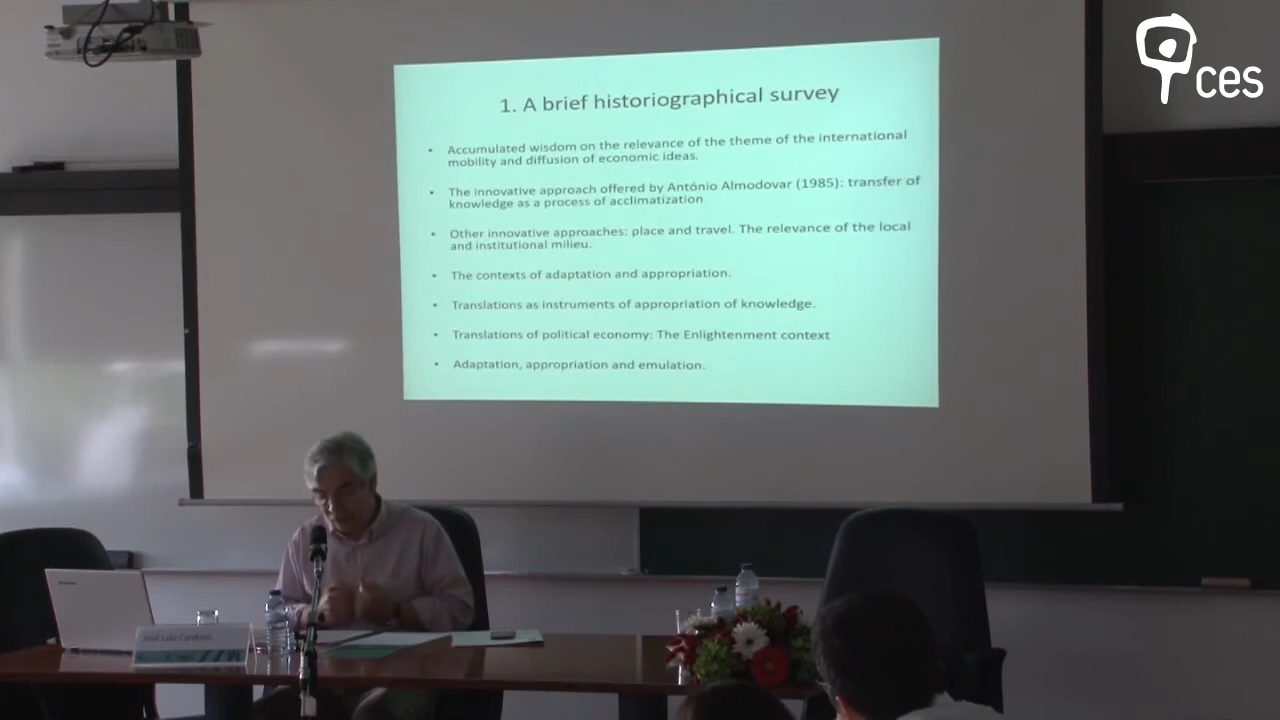 ces
1. A brief historiographical survey
• Accumulated wisdom on the relevance of the theme of the international
mobility and diffusion of economic ideas.
• The innovative approach offered by António Almodovar (1985): transfer of
knowledge as a process of acclimatization
• Other innovative approaches: place and travel. The relevance of the local
and institutional milieu.
• The contexts of adaptation and appropriation.
• Translations as instruments of appropriation of knowledge.
• Translations of political economy: The Enlightenment context
• Adaptation, appropriation and emulation.
José Luís Cardoso